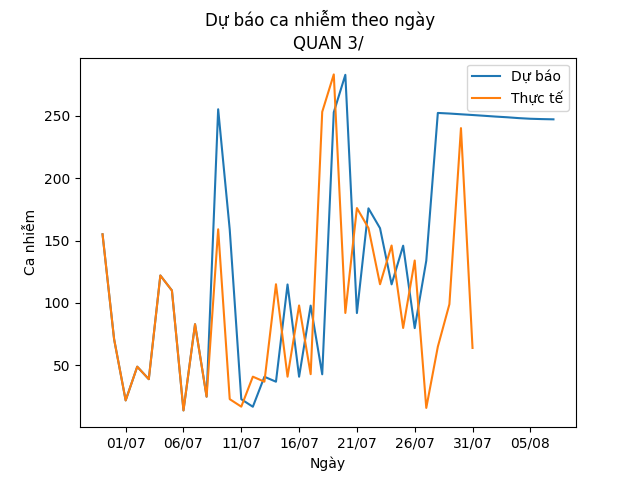 Dự báo ca nhiễm theo ngày
QUAN 3/
Dự báo
Thực tế
250
200
150
100
50
Ca nhiễm
01/07 06/07 11/07 16/07 21/07 26/07 31/07 05/08
Ngày